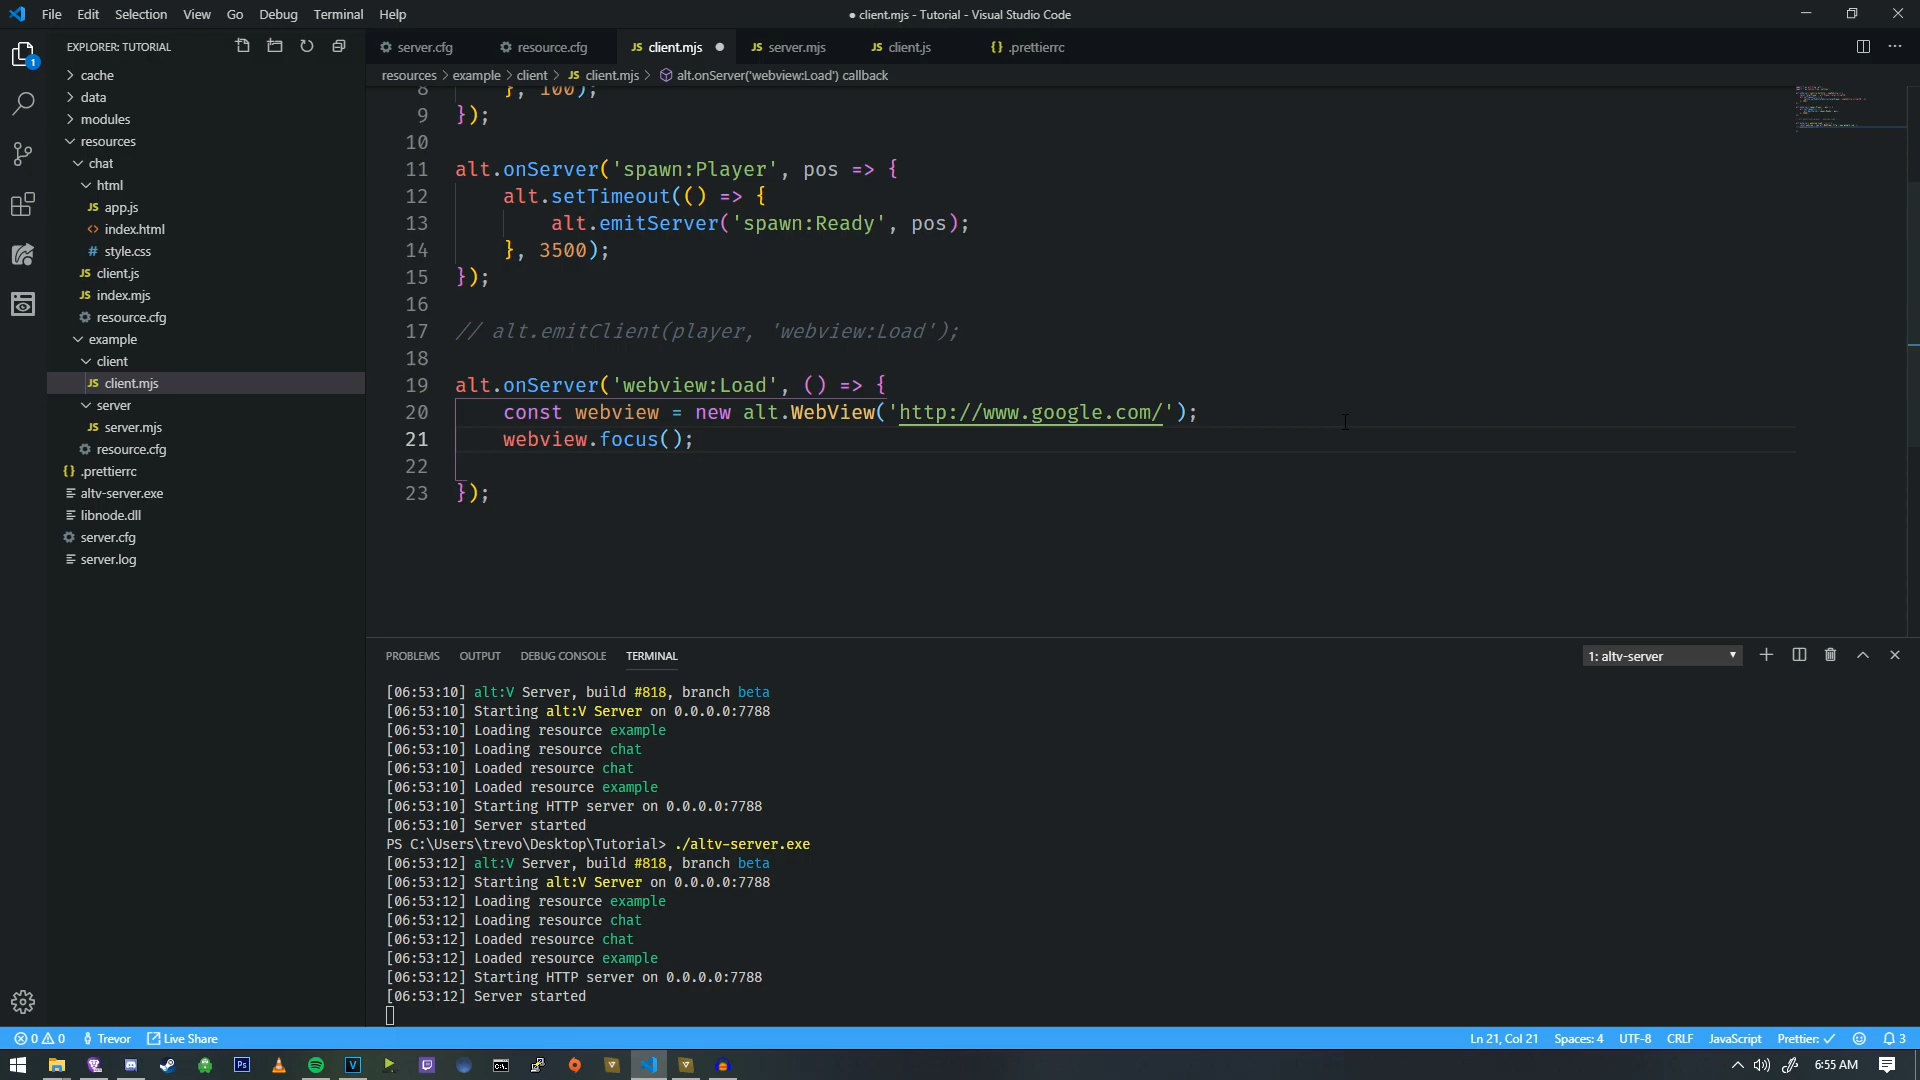 File Edit Selection View Go Debug Terminal Help
● client.mjs - Tutorial - Visual Studio Code
EXPLORER: TUTORIAL
server.cfg resource.cfg JS client.mjs ● JS server.mjs JS client.js {} .prettierrc
resources > example > client > JS client.mjs > alt.onServer('webview:Load') callback
1
> cache
> data
> modules
resources
chat
html
JS app.js
<> index.html
# style.css
JS client.js
JS index.mjs
resource.cfg
example
client
JS client.mjs
server
JS server.mjs
resource.cfg
{} .prettierrc
altv-server.exe
libnode.dll
server.cfg
server.log
8 }, 100);
9 });
10
11 alt.onServer('spawn:Player', pos => {
12 alt.setTimeout(() => {
13 alt.emitServer('spawn:Ready', pos);
14 }, 3500);
15 });
16
17 // alt.emitClient(player, 'webview:Load');
18
19 alt.onServer('webview:Load', () => {
20 const webview = new alt.WebView('http://www.google.com/');
21 webview.focus();
22
23 });
PROBLEMS OUTPUT DEBUG CONSOLE TERMINAL 1: altv-server
[06:53:10] alt:V Server, build #818, branch beta
[06:53:10] Starting alt:V Server on 0.0.0.0:7788
[06:53:10] Loading resource example
[06:53:10] Loading resource chat
[06:53:10] Loaded resource chat
[06:53:10] Loaded resource example
[06:53:10] Starting HTTP server on 0.0.0.0:7788
[06:53:10] Server started
PS C:\Users\trevo\Desktop\Tutorial> ./altv-server.exe
[06:53:12] alt:V Server, build #818, branch beta
[06:53:12] Starting alt:V Server on 0.0.0.0:7788
[06:53:12] Loading resource example
[06:53:12] Loading resource chat
[06:53:12] Loaded resource chat
[06:53:12] Loaded resource example
[06:53:12] Starting HTTP server on 0.0.0.0:7788
[06:53:12] Server started
0 0 Trevor Live Share Ln 21, Col 21 Spaces: 4 UTF-8 CRLF JavaScript Prettier: ✓ 3
Ps V C:\. 6:55 AM